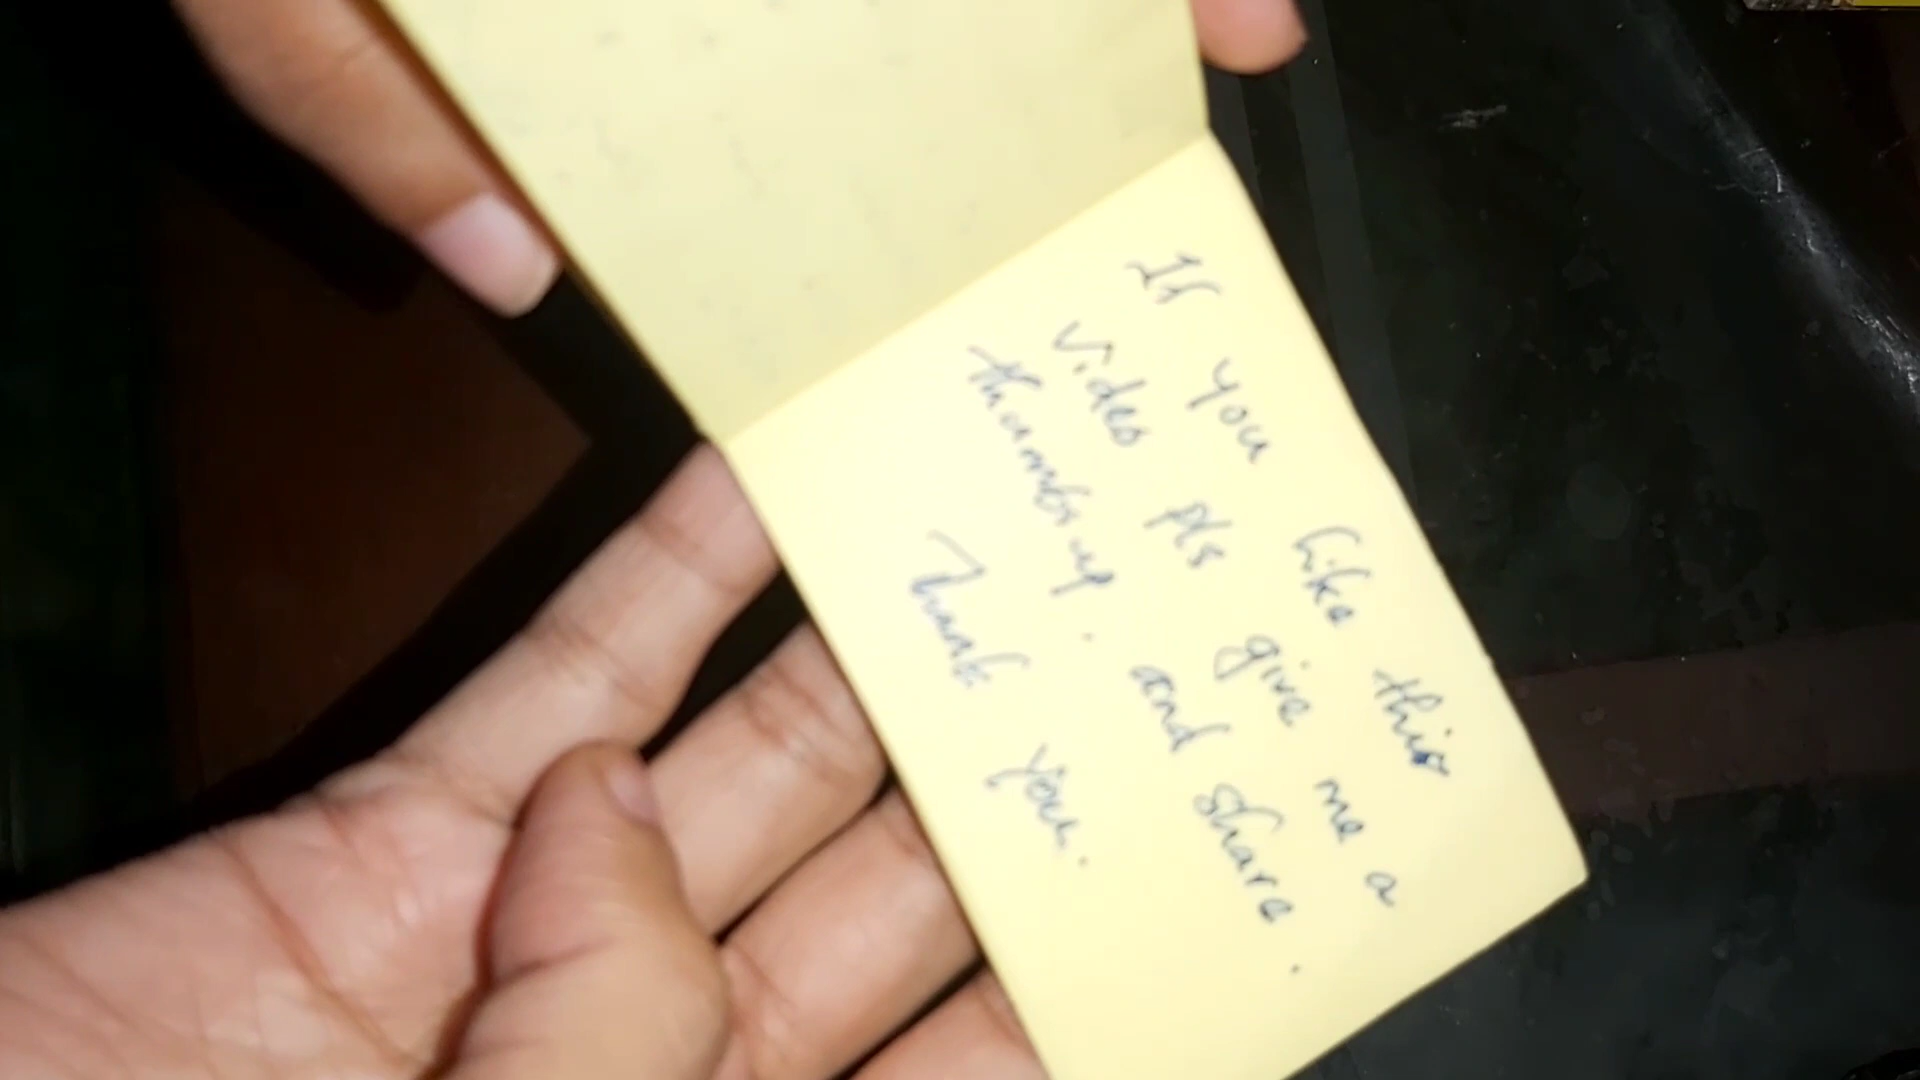 If you like this
video pls give me a
thumbs up. and share.
Thank you.